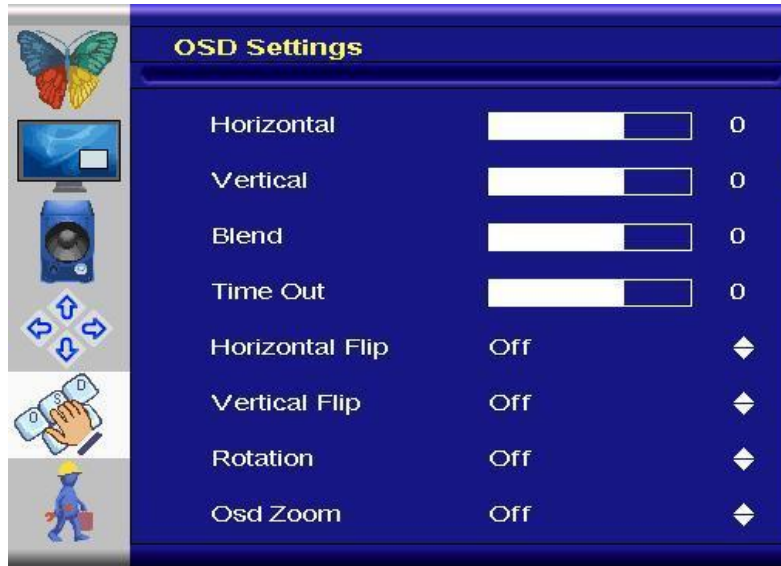 OSD Settings
Horizontal 0
Vertical 0
Blend 0
Time Out 0
Horizontal Flip Off
Vertical Flip Off
Rotation Off
Osd Zoom Off
O S D